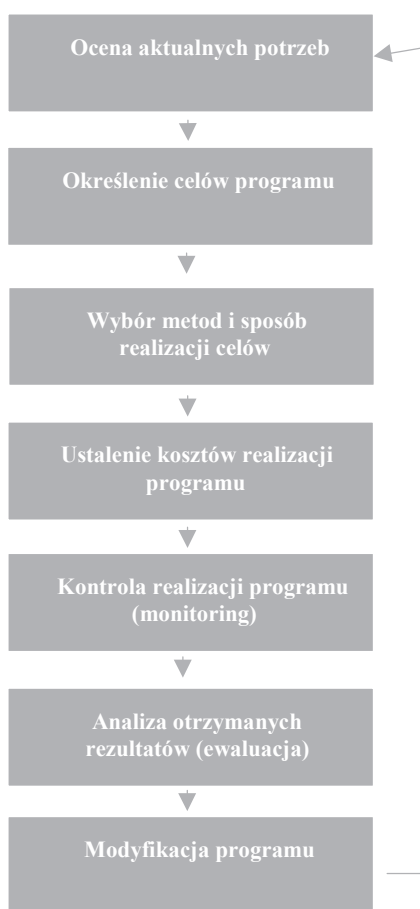 Ocena aktualnych potrzeb
Określenie celów programu
Wybór metod i sposób
realizacji celów
Ustalenie kosztów realizacji
programu
Kontrola realizacji programu
(monitoring)
Analiza otrzymanych
rezultatów (ewaluacja)
Modyfikacja programu